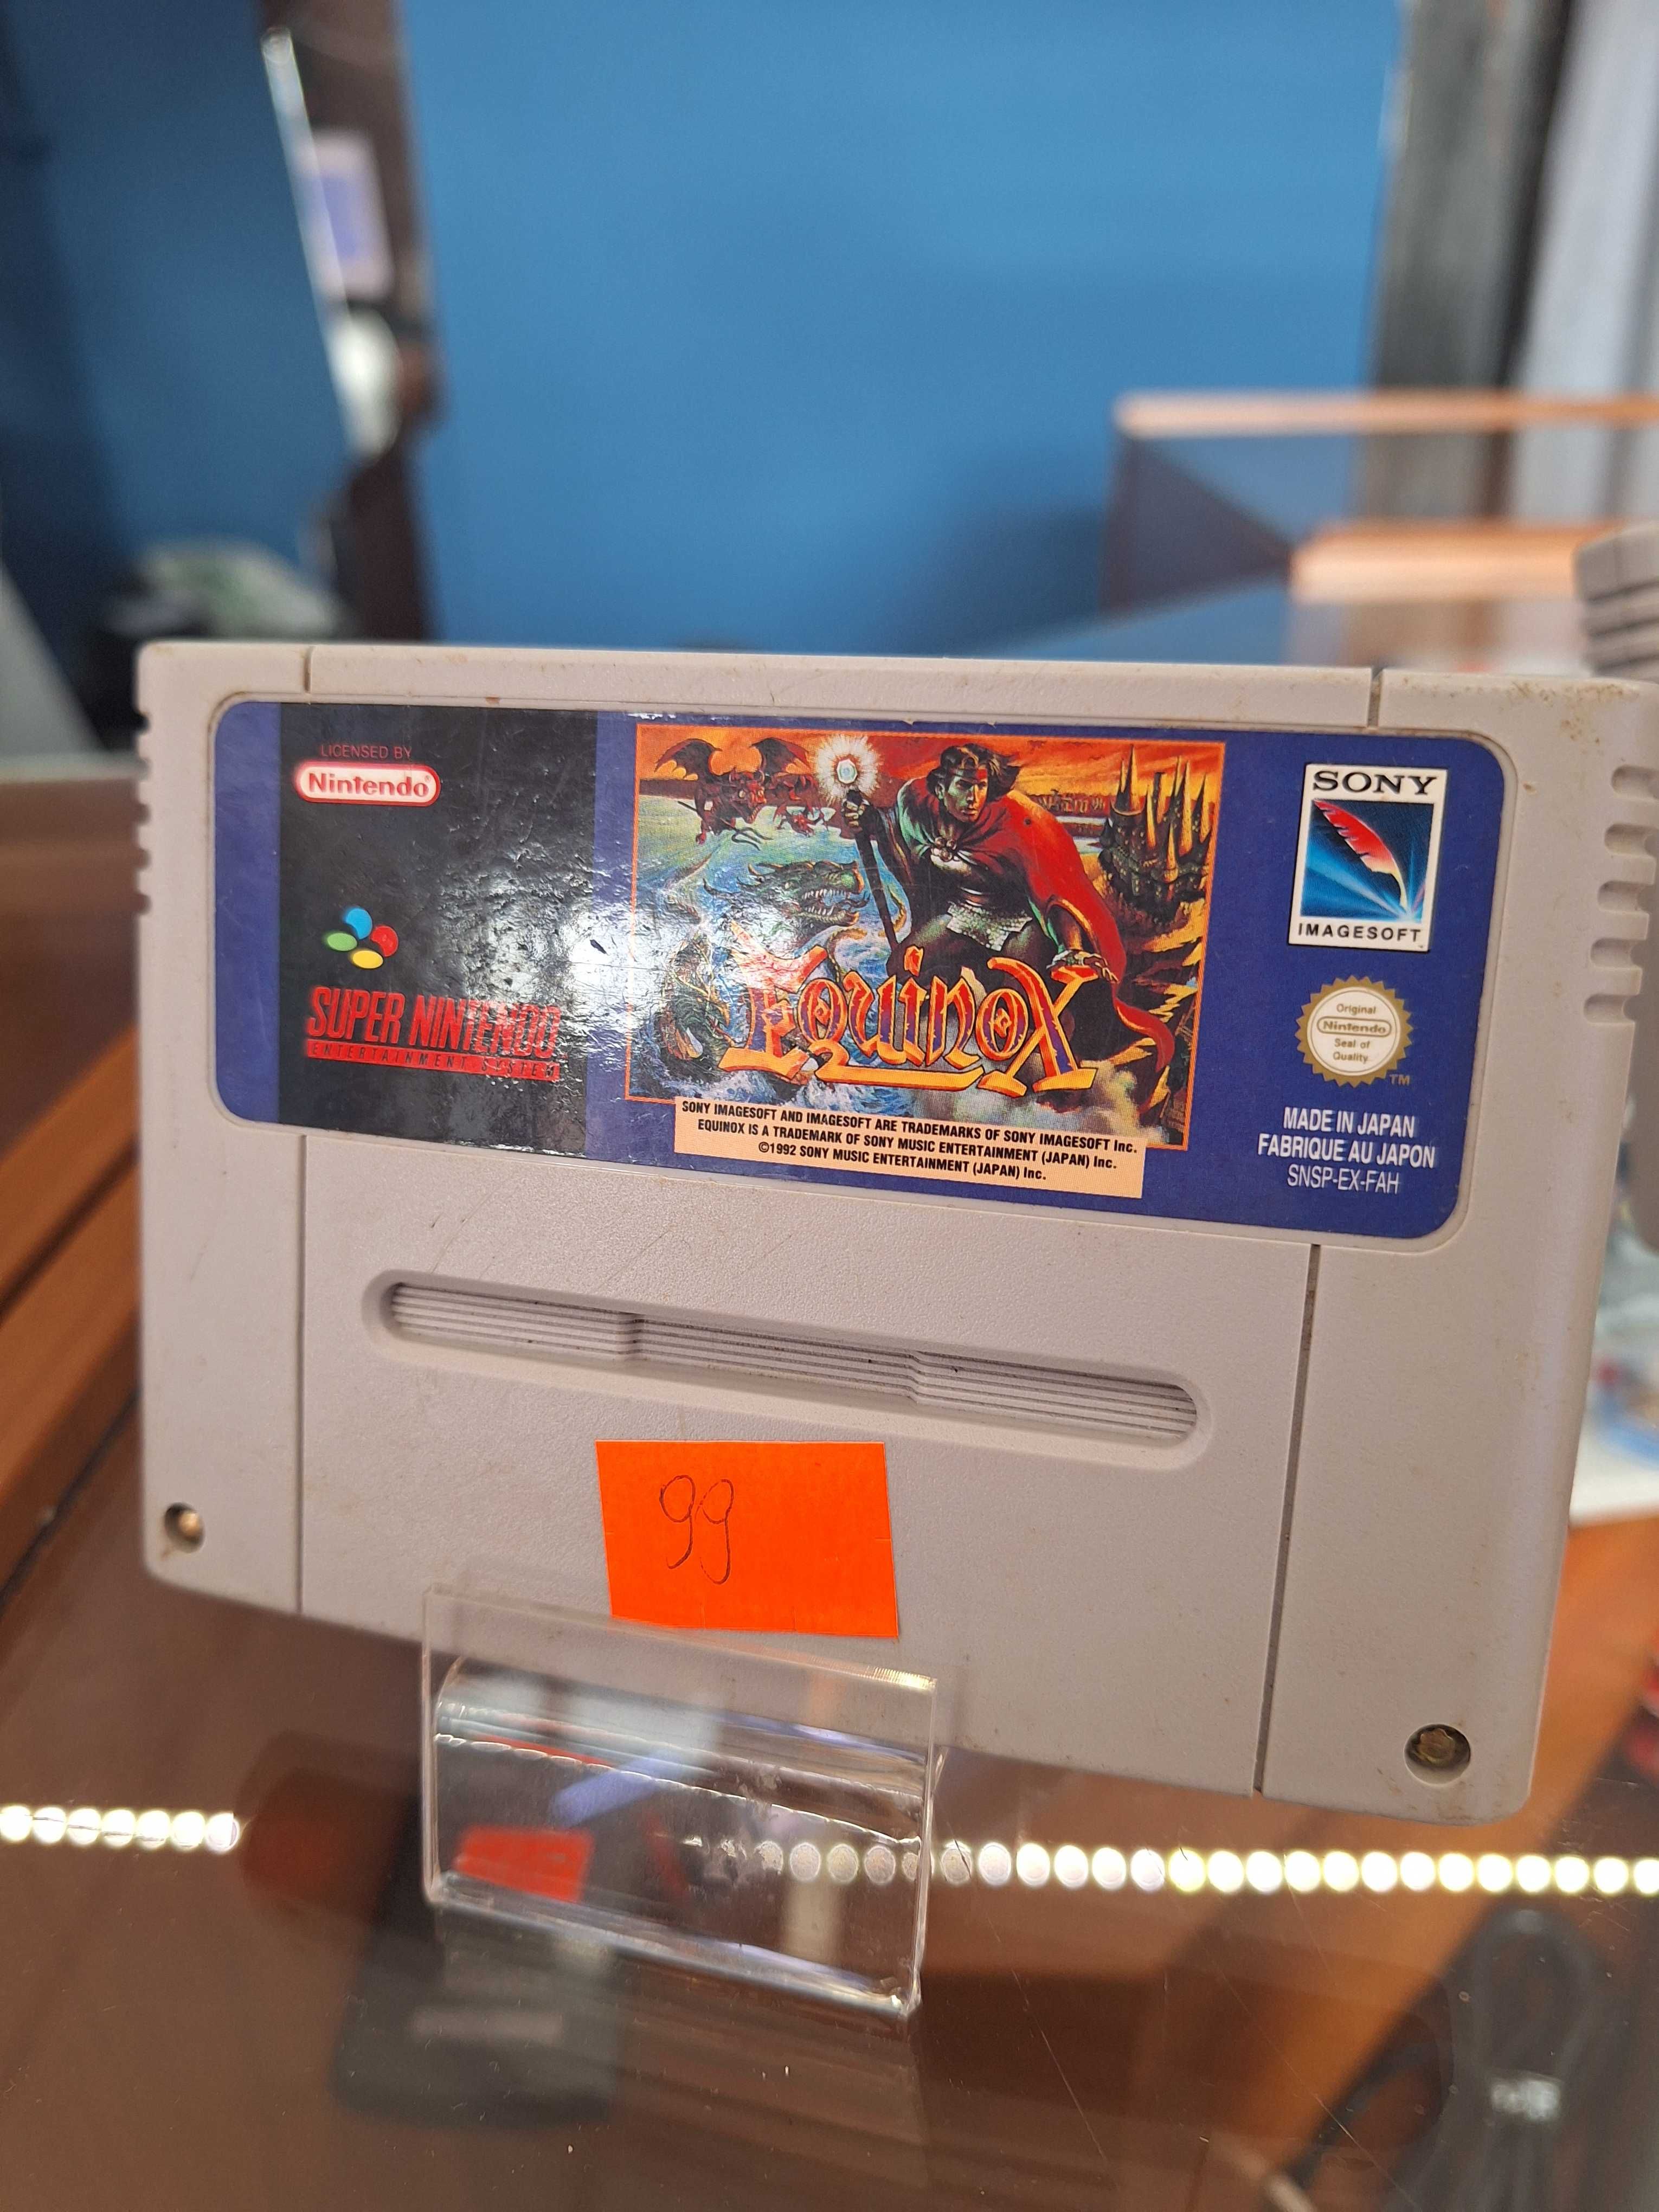 LICENSED BY
Nintendo®
SUPER NINTENDO
ENTERTAINMENT SYSTEM
Equinox
SONY IMAGESOFT AND IMAGESOFT ARE TRADEMARKS OF SONY IMAGESOFT Inc.
EQUINOX IS A TRADEMARK OF SONY MUSIC ENTERTAINMENT (JAPAN) Inc.
©1992 SONY MUSIC ENTERTAINMENT (JAPAN) Inc.
SONY
IMAGESOFT
Original
Nintendo
Seal of
Quality
TM
MADE IN JAPAN
FABRIQUE AU JAPON
SNSP-EX-FAH
99